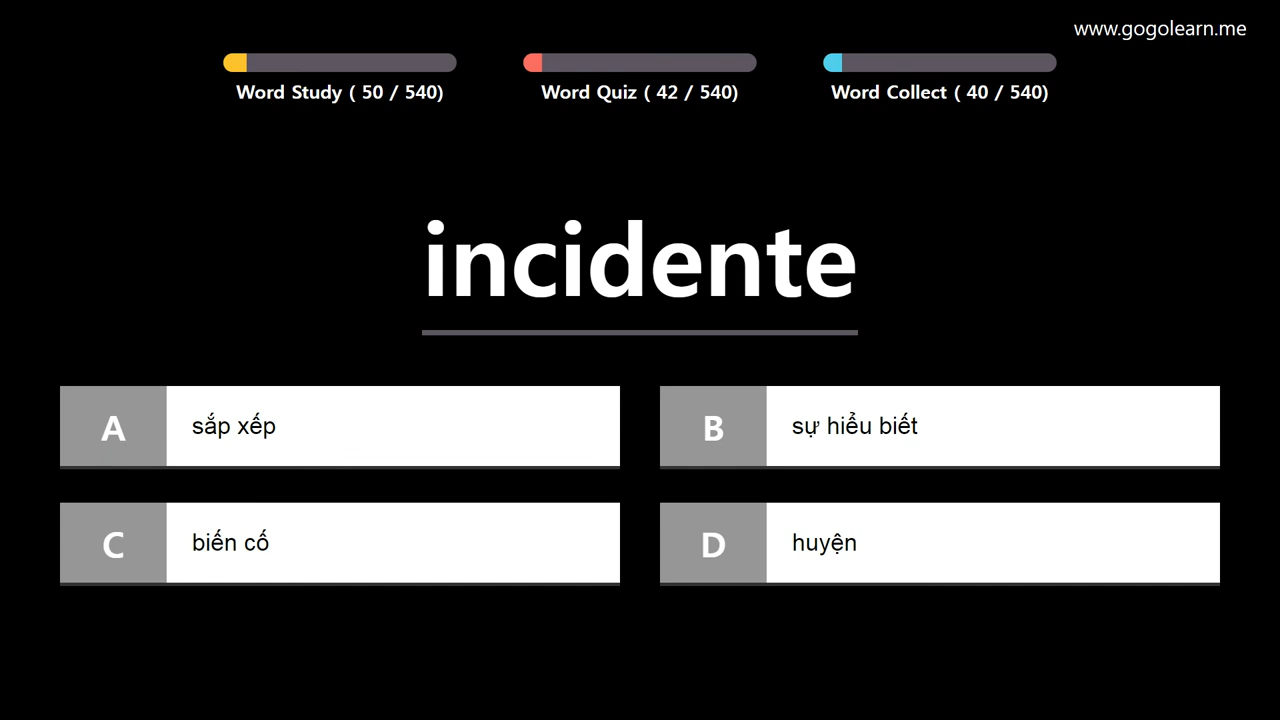 www.gogolearn.me
Word Study ( 50 / 540)
Word Quiz ( 42 / 540)
Word Collect ( 40 / 540)
incidente
A
sắp xếp
B
sự hiểu biết
C
biến cố
D
huyện